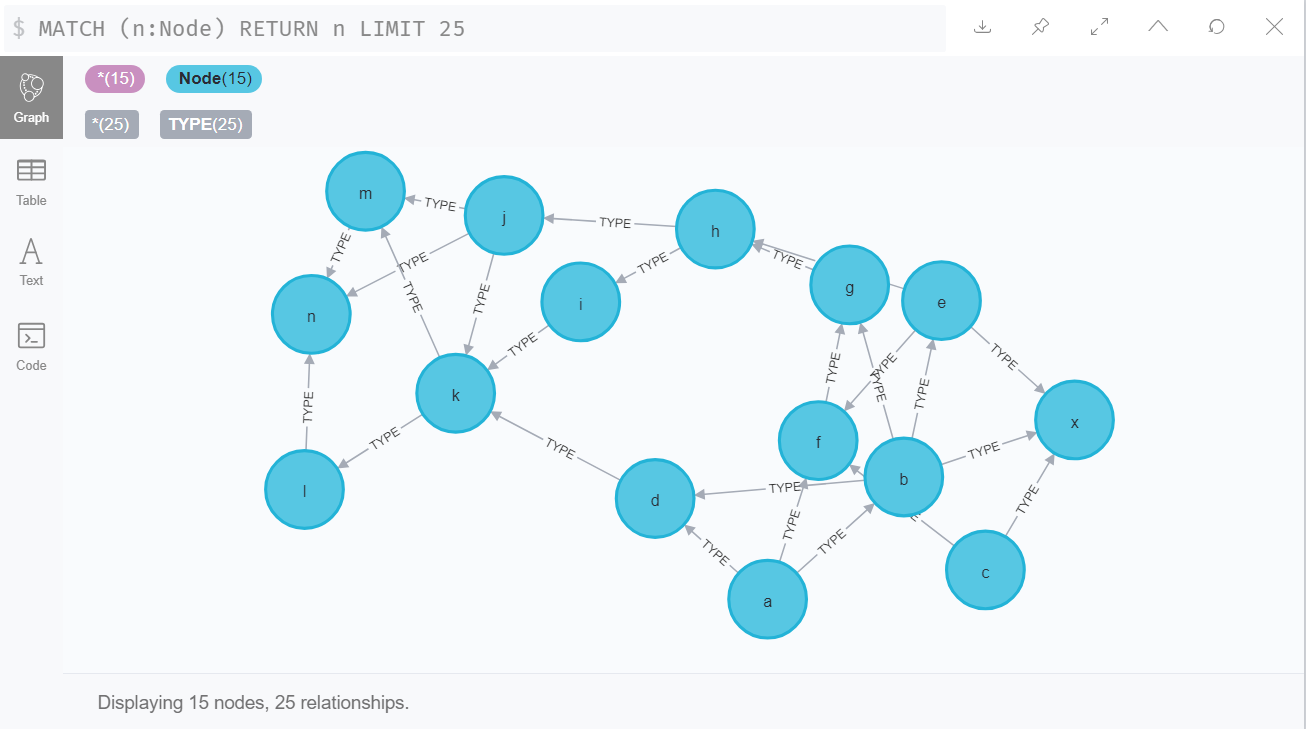 $ MATCH (n:Node) RETURN n LIMIT 25
*(15) Node(15)
*(25) TYPE(25)
Graph
Table
Text
Code
m
TYPE
j
TYPE
h
TYPE
TYPE
TYPE
TYPE
TYPE
g
e
n
TYPE
i
TYPE
TYPE
TYPE
TYPE
TYPE
TYPE
k
TYPE
x
TYPE
f
TYPE
TYPE
b
l
d
TYPE
TYPE
TYPE
TYPE
TYPE
c
a
Displaying 15 nodes, 25 relationships.